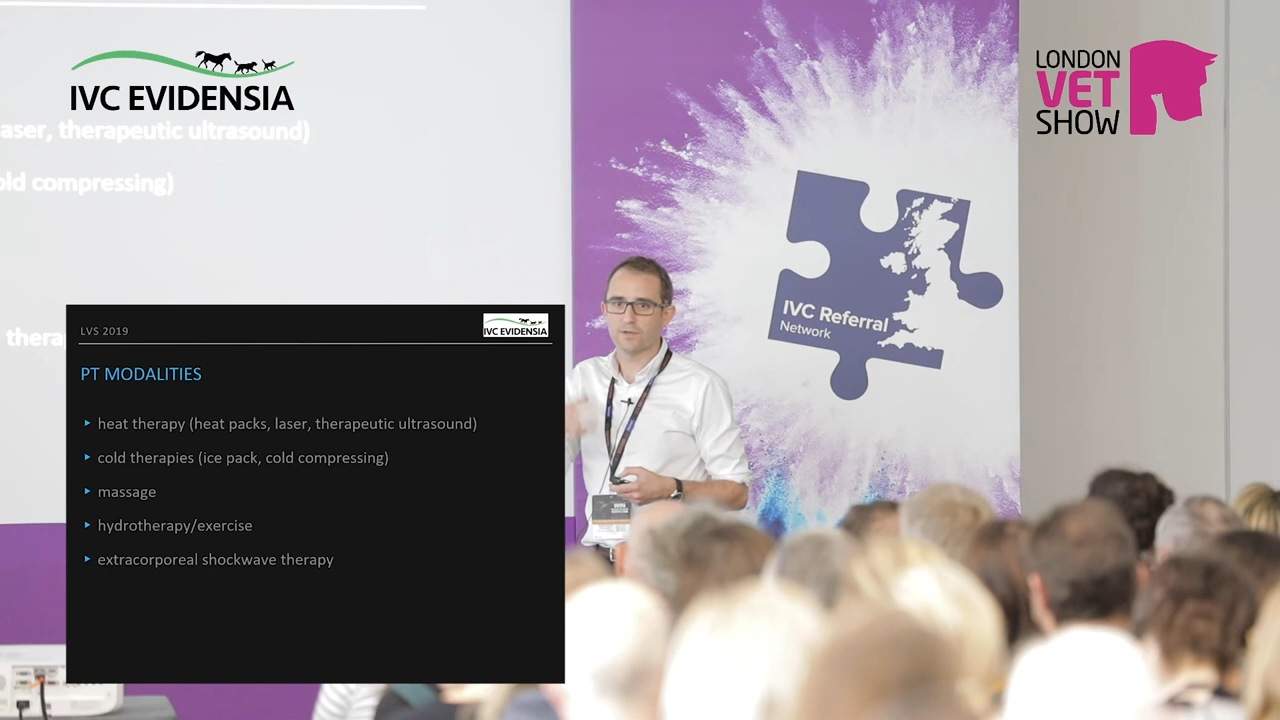 IVC EVIDENSIA
LONDON
VET
SHOW
aser, therapeutic ultrasound)
old compressing)
thera
IVC Referral
Network
LVS 2019
IVC EVIDENSIA
PT MODALITIES
heat therapy (heat packs, laser, therapeutic ultrasound)
cold therapies (ice pack, cold compressing)
massage
hydrotherapy/exercise
extracorporeal shockwave therapy
WIN